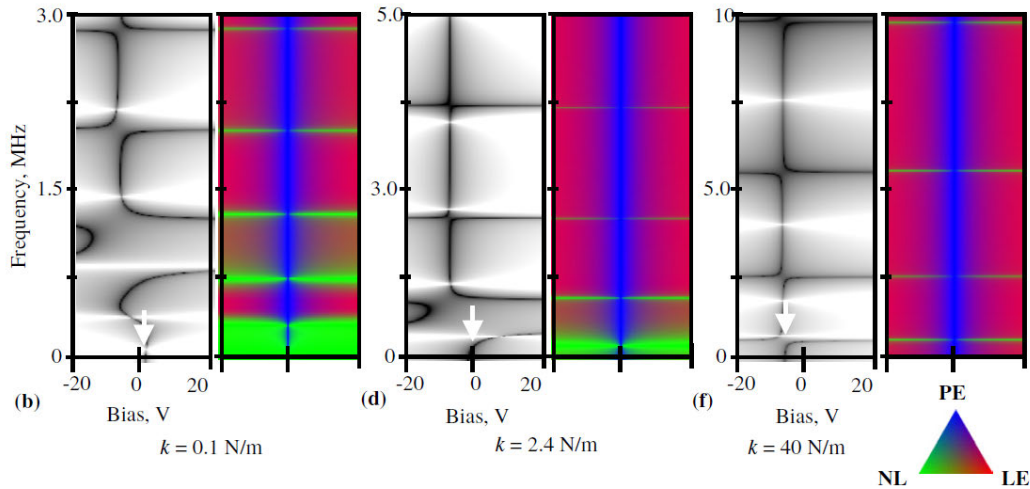 3.0
5.0
10
Frequency, MHz
1.5
3.0
5.0
0
0
0
-20 0 20
-20 0 20
-20 0 20
(b)
(d)
(f)
Bias, V
Bias, V
Bias, V
PE
k = 0.1 N/m
k = 2.4 N/m
k = 40 N/m
NL
LE